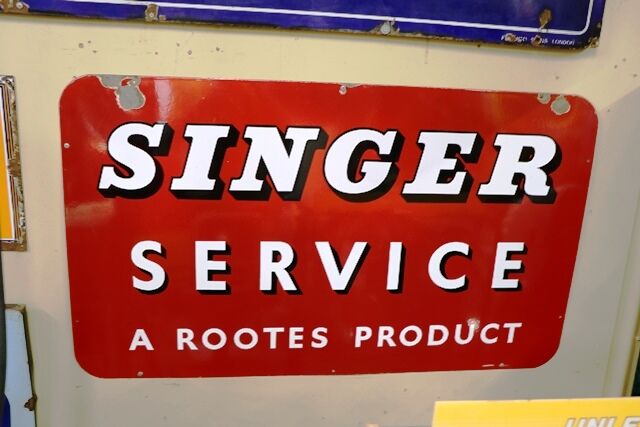 SINGER
SERVICE
A ROOTES PRODUCT